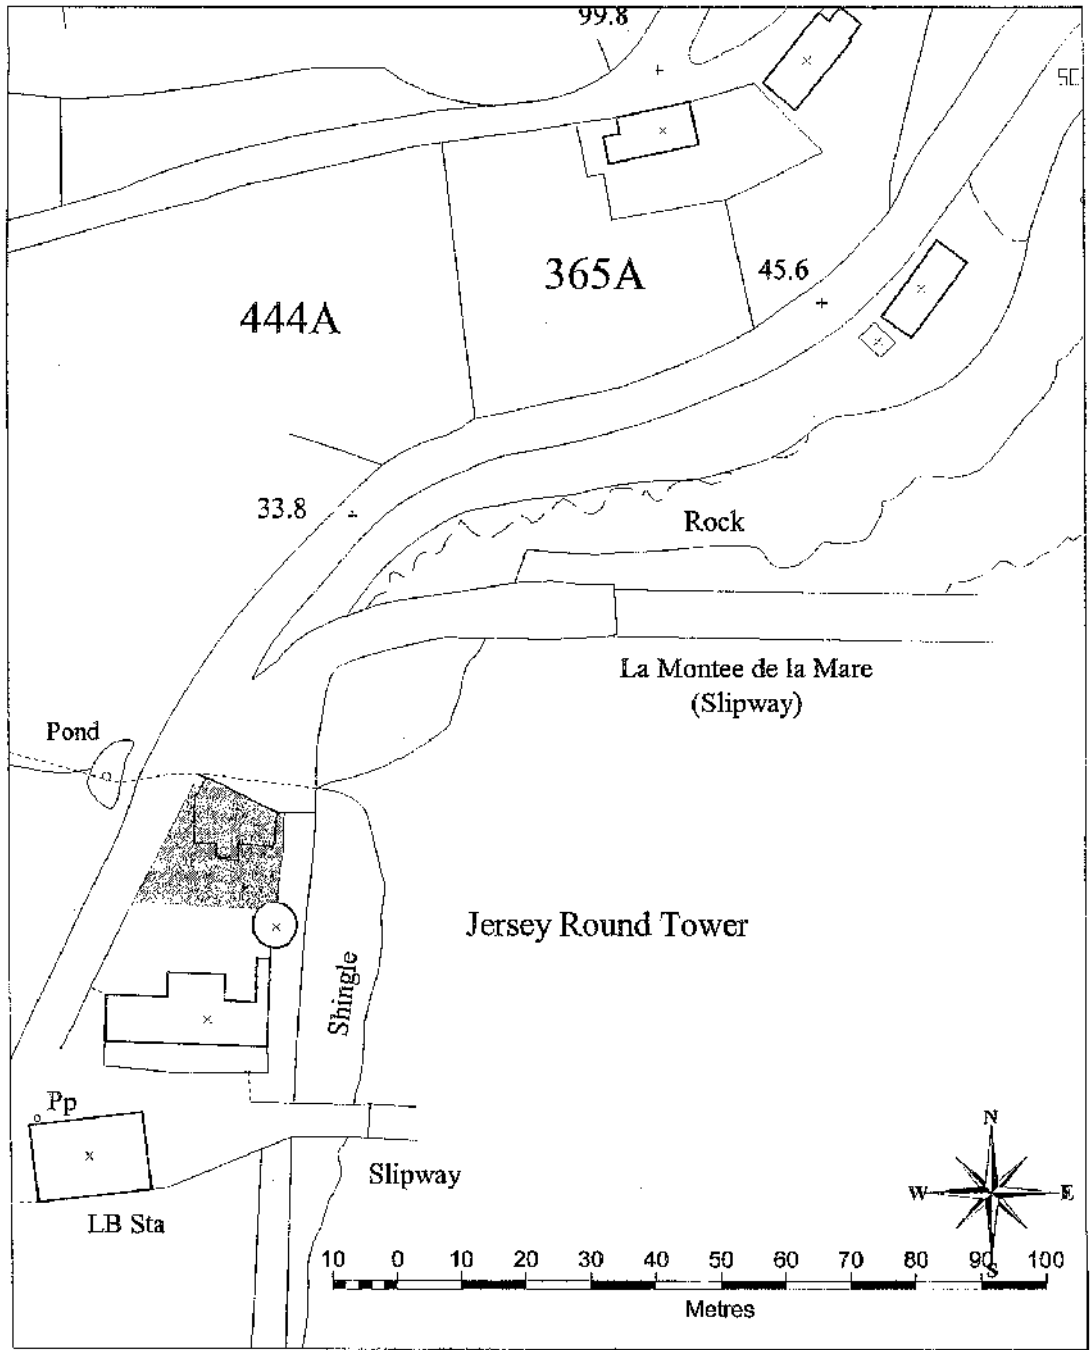 99.8
SC
365A
45.6
444A
33.8
Rock
La Montee de la Mare
(Slipway)
Pond
Jersey Round Tower
Shingle
Pp
Slipway
LB Sta
N
W E
S
10 0 10 20 30 40 50 60 70 80 90 100
Metres